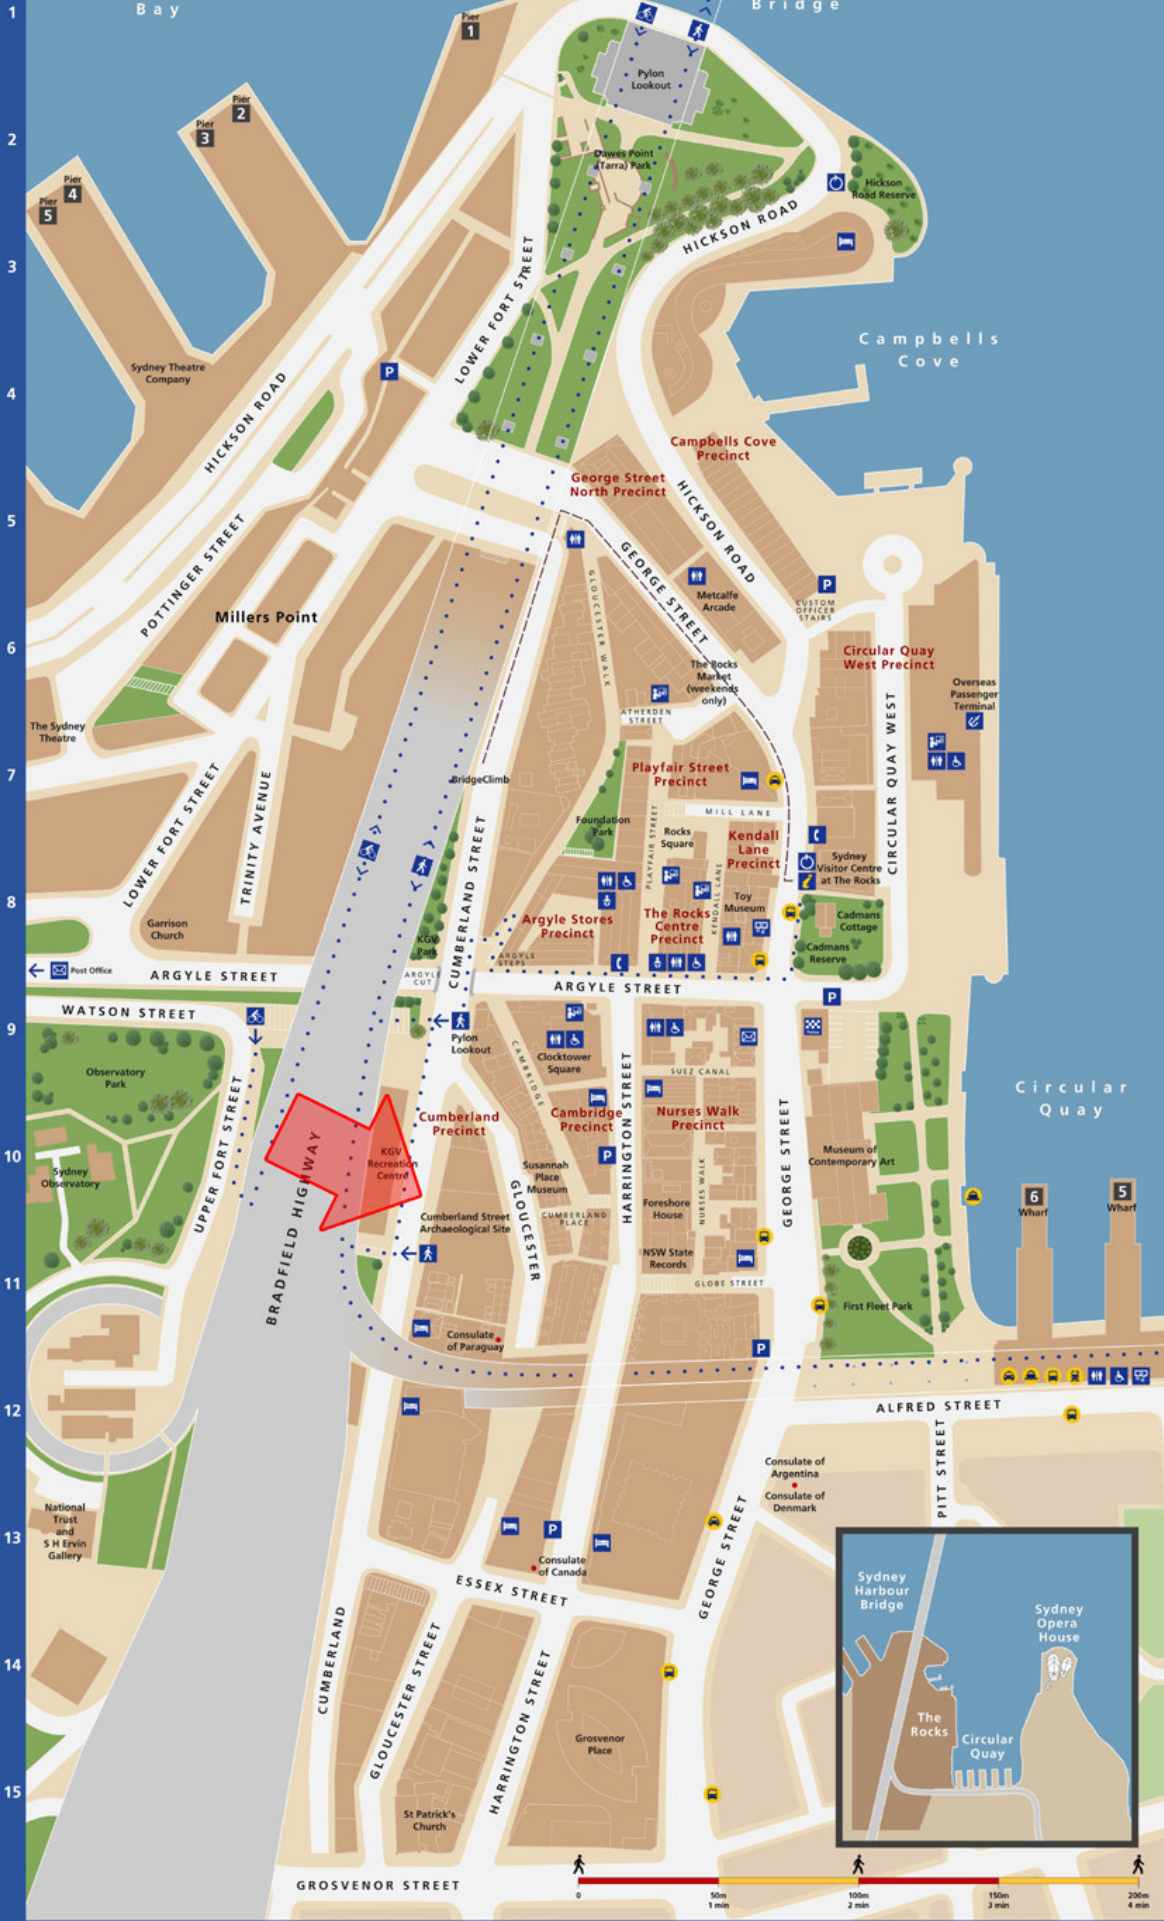 1
Bay
Bridge
Pier
1
Pylon
Lookout
Pier
2
Pier
3
2
Dawes Point
(Tarra) Park
Pier
4
Pier
5
Hickson
Road Reserve
HICKSON ROAD
3
LOWER FORT STREET
Campbells
Cove
Sydney Theatre
Company
P
4
HICKSON ROAD
Campbells Cove
Precinct
George Street
North Precinct
HICKSON ROAD
5
POTTINGER STREET
GEORGE STREET
GLOUCESTER WALK
Metcalfe
Arcade
P
CUSTOM
OFFICER
STAIRS
Millers Point
6
Circular Quay
West Precinct
The Rocks
Market
(weekends
only)
Overseas
Passenger
Terminal
ATHERDEN
STREET
The Sydney
Theatre
CIRCULAR QUAY WEST
7
BridgeClimb
Playfair Street
Precinct
LOWER FORT STREET
TRINITY AVENUE
MILL LANE
Foundation
Park
PLAYFAIR STREET
Rocks
Square
Kendall
Lane
Precinct
KENDALL LANE
CUMBERLAND STREET
Sydney
Visitor Centre
at The Rocks
i
8
Toy
Museum
Garrison
Church
Argyle Stores
Precinct
The Rocks
Centre
Precinct
Cadmans
Cottage
KGV
Park
Cadmans
Reserve
ARGYLE
STEPS
Post Office
ARGYLE STREET
ARGYLE
CUT
ARGYLE STREET
P
9
WATSON STREET
Pylon
Lookout
Police
Clocktower
Square
CAMBRIDGE
SUEZ CANAL
Observatory
Park
UPPER FORT STREET
HARRINGTON STREET
Circular
Quay
Cumberland
Precinct
Cambridge
Precinct
Nurses Walk
Precinct
GEORGE STREET
10
KGV
Recreation
Centre
P
Museum of
Contemporary Art
Sydney
Observatory
BRADFIELD HIGHWAY
Susannah
Place
Museum
NURSES WALK
6
Wharf
5
Wharf
GLOUCESTER
Foreshore
House
Cumberland Street
Archaeological Site
CUMBERLAND
PLACE
NSW State
Records
11
GLOBE STREET
First Fleet Park
Consulate
of Paraguay
P
12
ALFRED STREET
PITT STREET
Consulate of
Argentina
Consulate of
Denmark
National
Trust
and
S H Ervin
Gallery
13
P
Consulate
of Canada
ESSEX STREET
GEORGE STREET
Sydney
Harbour
Bridge
Sydney
Opera
House
14
CUMBERLAND
GLOUCESTER STREET
HARRINGTON STREET
The
Rocks
Circular
Quay
Grosvenor
Place
15
St Patrick's
Church
GROSVENOR STREET
0
50m
1 min
100m
2 min
150m
3 min
200m
4 min